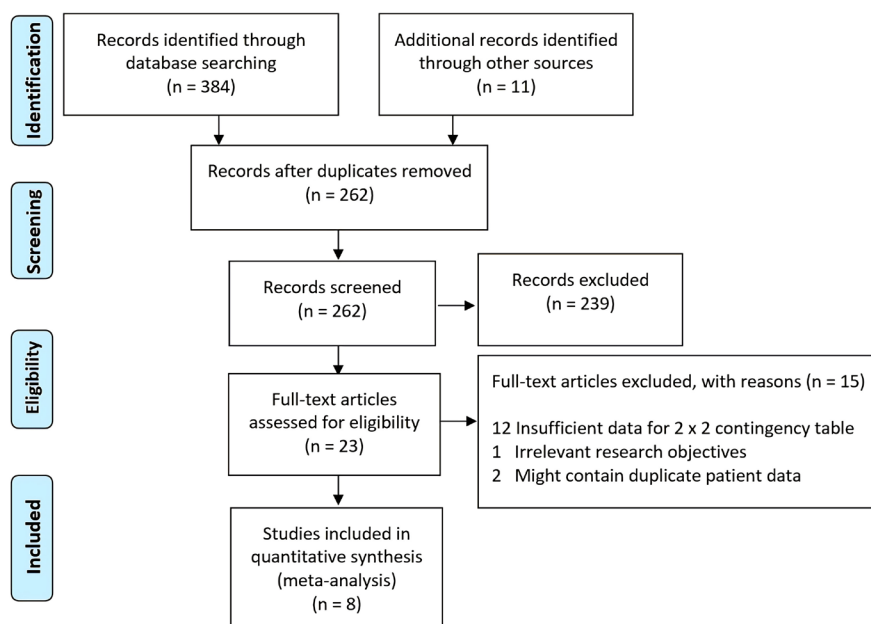 Identification
Records identified through
database searching
(n = 384)
Additional records identified
through other sources
(n = 11)
Records after duplicates removed
(n = 262)
Screening
Records screened
(n = 262)
Records excluded
(n = 239)
Eligibility
Full-text articles
assessed for eligibility
(n = 23)
Full-text articles excluded, with reasons (n = 15)
12 Insufficient data for 2 x 2 contingency table
1 Irrelevant research objectives
2 Might contain duplicate patient data
Included
Studies included in
quantitative synthesis
(meta-analysis)
(n = 8)